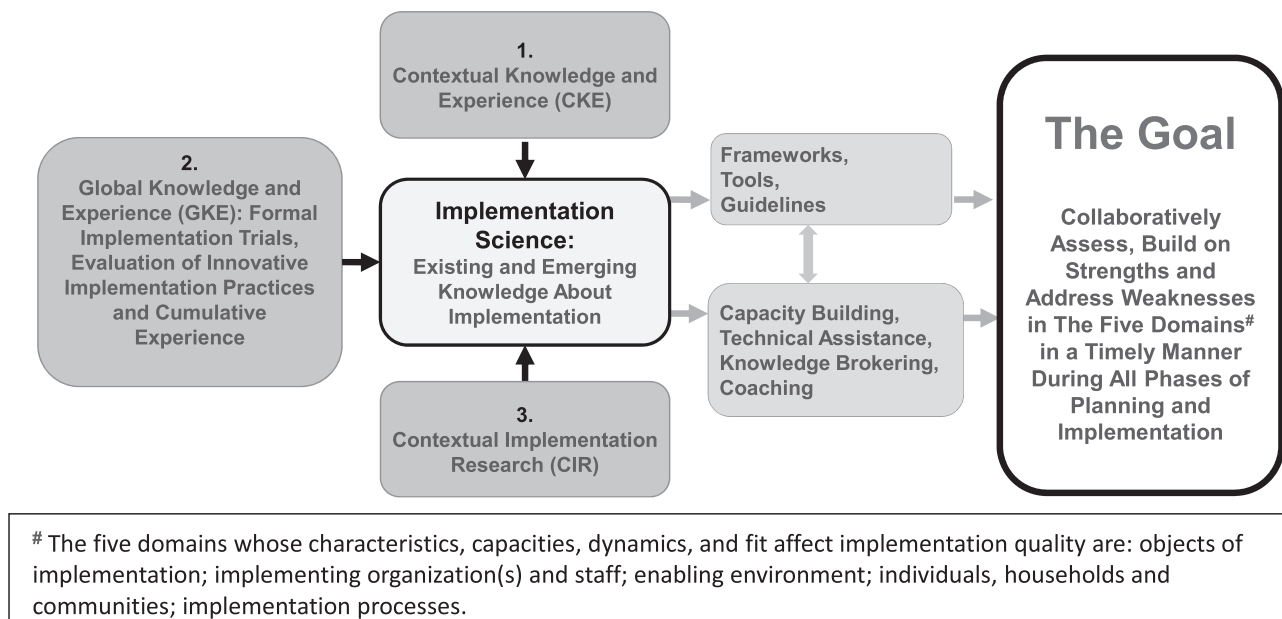 1.
Contextual Knowledge and
Experience (CKE)
2.
Global Knowledge and
Experience (GKE): Formal
Implementation Trials,
Evaluation of Innovative
Implementation Practices
and Cumulative
Experience
Implementation
Science:
Existing and Emerging
Knowledge About
Implementation
3.
Contextual Implementation
Research (CIR)
Frameworks,
Tools,
Guidelines
Capacity Building,
Technical Assistance,
Knowledge Brokering,
Coaching
The Goal
Collaboratively
Assess, Build on
Strengths and
Address Weaknesses
in The Five Domains#
in a Timely Manner
During All Phases of
Planning and
Implementation
# The five domains whose characteristics, capacities, dynamics, and fit affect implementation quality are: objects of
implementation; implementing organization(s) and staff; enabling environment; individuals, households and
communities; implementation processes.